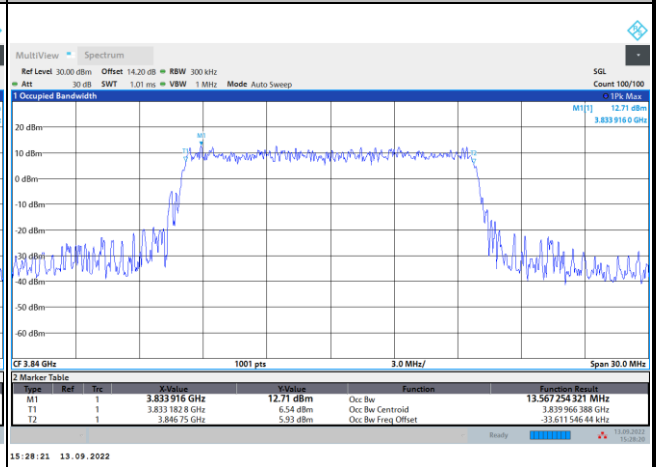 MultiView Spectrum
Ref Level 30.00 dBm Offset 14.20 dB RBW 300 kHz SGL
Att 30 dB SWT 1.01 ms VBW 1 MHz Mode Auto Sweep Count 100/100
1 Occupied Bandwidth 1Pk Max
M1[1] 12.71 dBm
3.833 916 0 GHz
20 dBm
M1
10 dBm
T1
T2
0 dBm
-10 dBm
-20 dBm
-30 dBm
-40 dBm
-50 dBm
-60 dBm
CF 3.84 GHz 1001 pts 3.0 MHz/ Span 30.0 MHz
2 Marker Table
Type Ref Trc X-Value Y-Value Function Function Result
M1 1 3.833 916 GHz 12.71 dBm Occ Bw 13.567 254 321 MHz
T1 1 3.833 182 8 GHz 6.54 dBm Occ Bw Centroid 3.839 966 388 GHz
T2 1 3.846 75 GHz 5.93 dBm Occ Bw Freq Offset -33.611 546 44 kHz
Ready 13.09.2022
15:28:20
15:28:21 13.09.2022